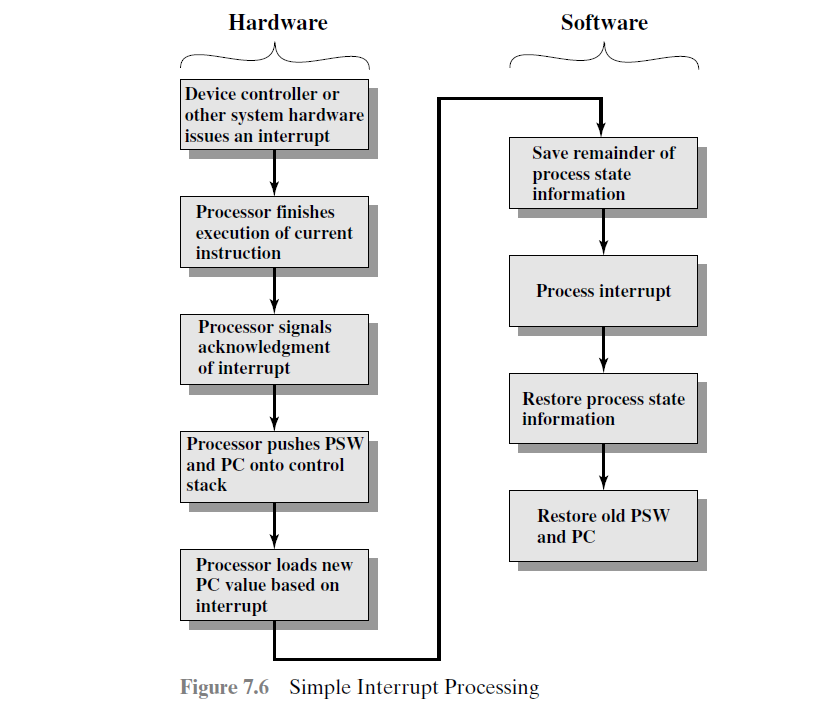 Hardware
Device controller or
other system hardware
issues an interrupt
Processor finishes
execution of current
instruction
Processor signals
acknowledgment
of interrupt
Processor pushes PSW
and PC onto control
stack
Processor loads new
PC value based on
interrupt
Software
Save remainder of
process state
information
Process interrupt
Restore process state
information
Restore old PSW
and PC
Figure 7.6 Simple Interrupt Processing